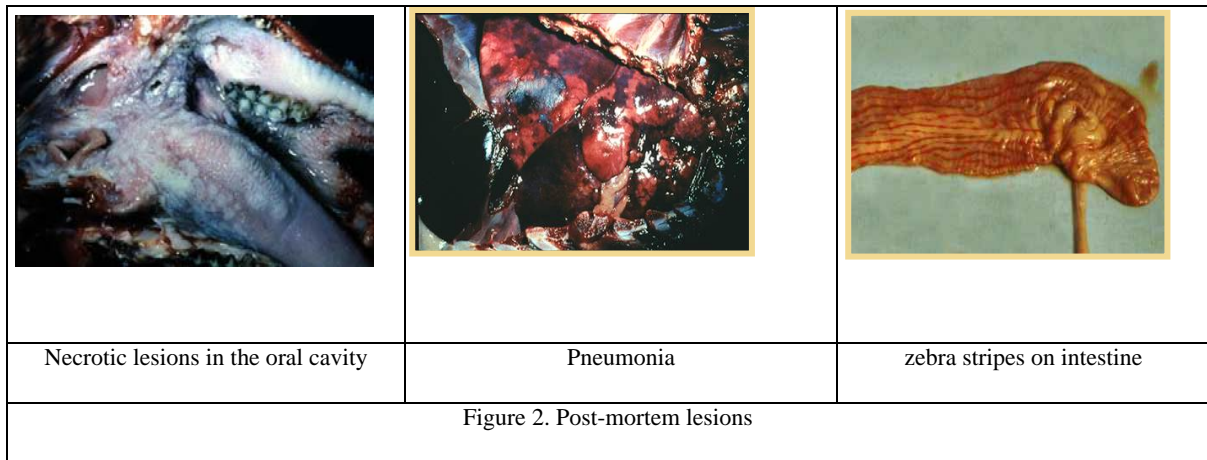 Necrotic lesions in the oral cavity
Pneumonia
zebra stripes on intestine
Figure 2. Post-mortem lesions